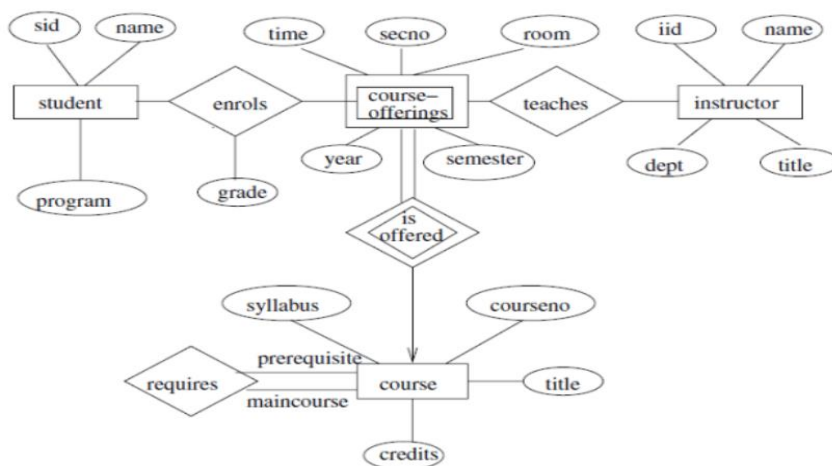 sid
name
time
secno
room
iid
name
student
enrols
course–
offerings
teaches
instructor
program
grade
year
semester
dept
title
is
offered
syllabus
courseno
requires
prerequisite
maincourse
course
title
credits